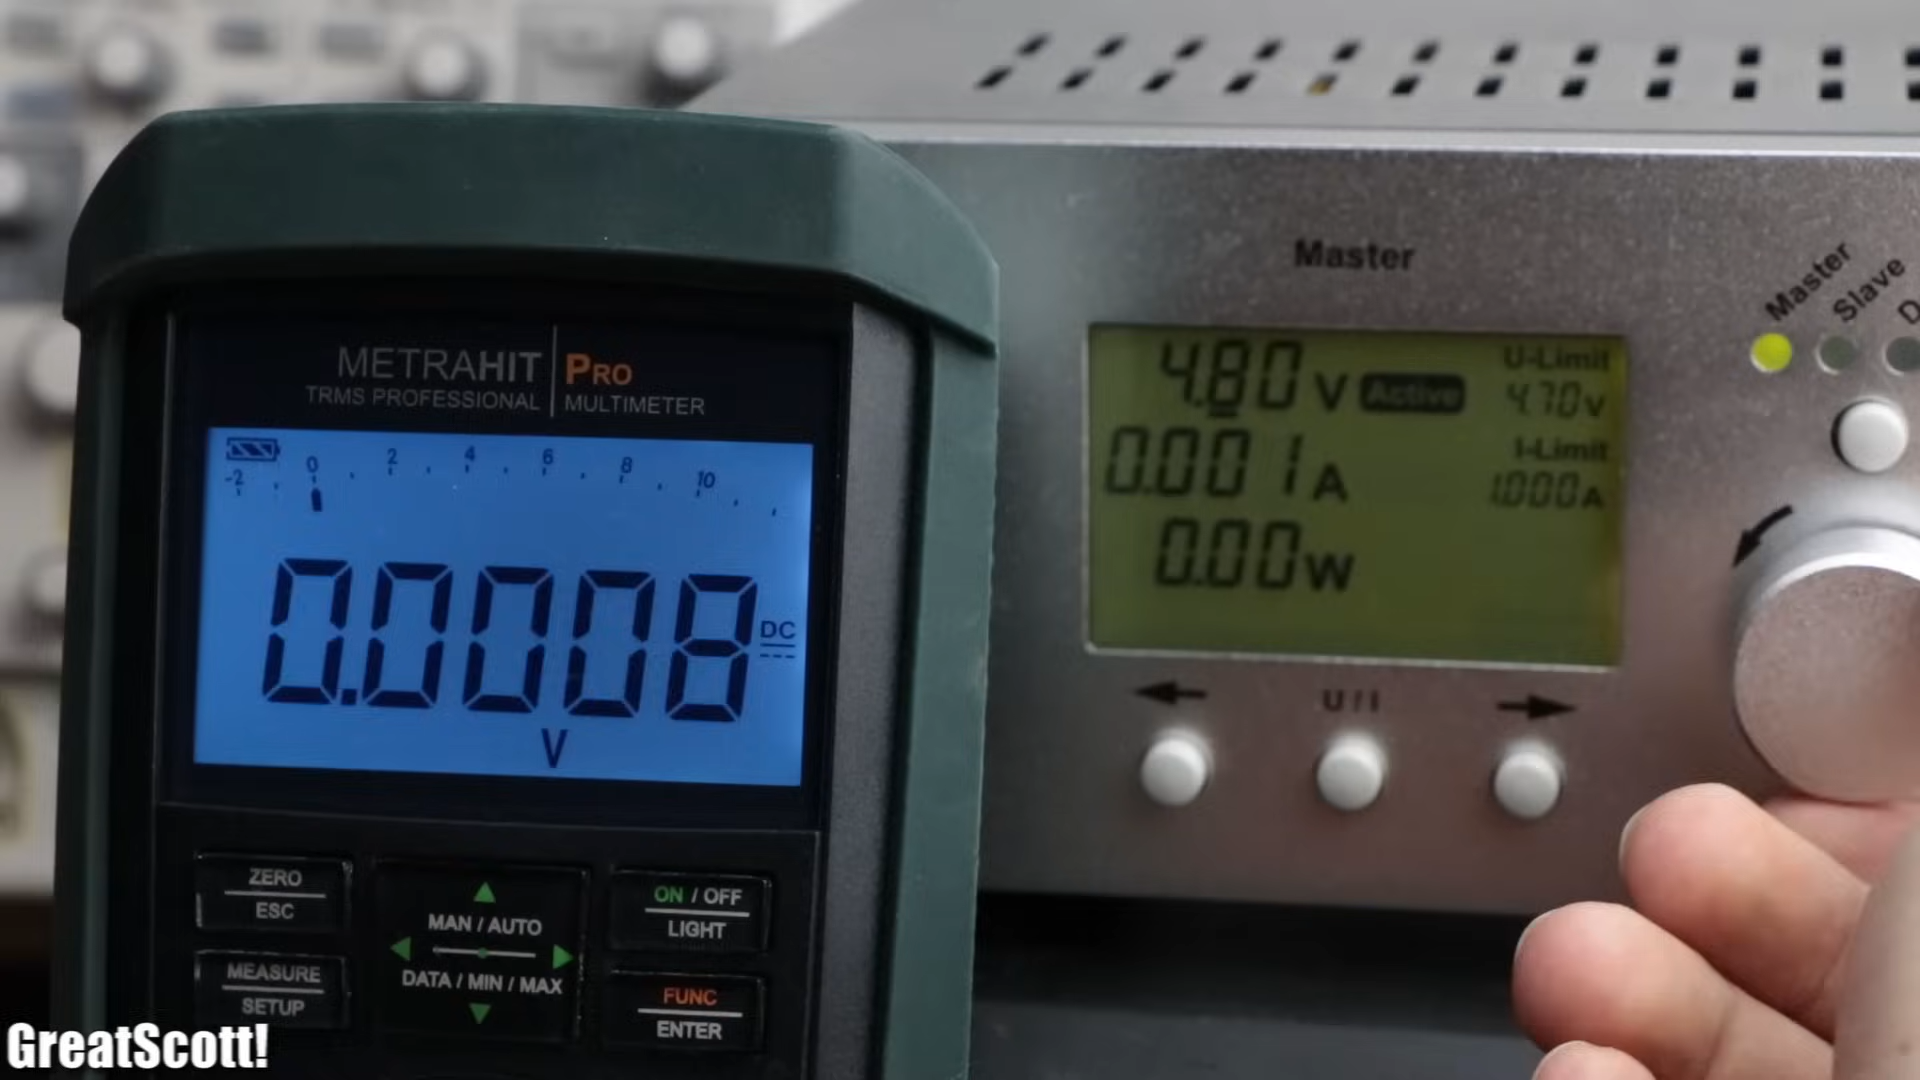 METRAHIT PRO
TRMS PROFESSIONAL MULTIMETER
-2 0 2 4 6 8 10
0.0008 DC
V
ZERO
ESC
MAN / AUTO
DATA / MIN / MAX
ON / OFF
LIGHT
MEASURE
SETUP
FUNC
ENTER
Master
4.80 V Active
U-Limit
4.70 V
0.001 A
I-Limit
1.000 A
0.00 W
U / I
Master
Slave
GreatScott!